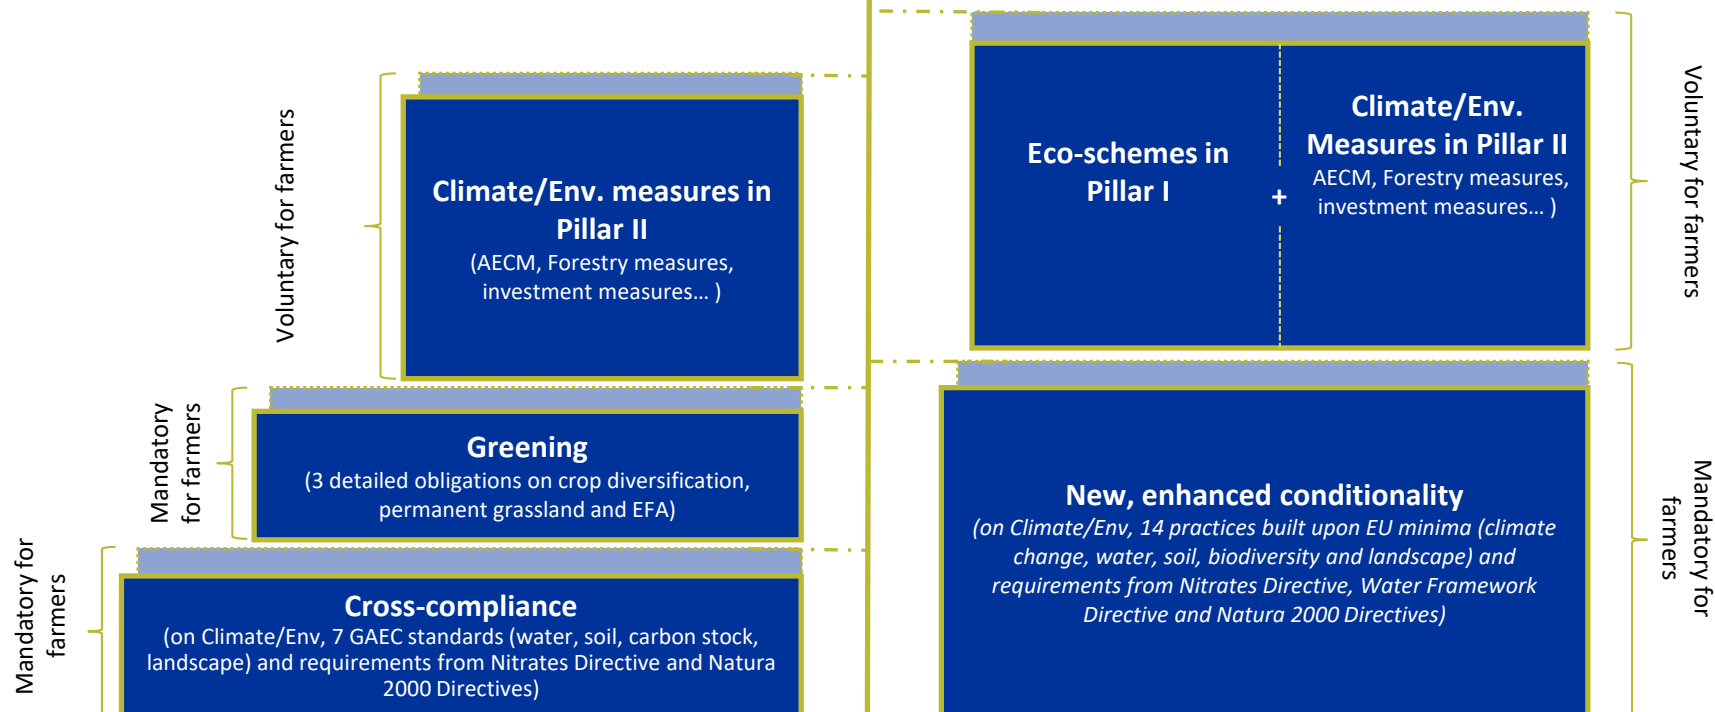 Voluntary for farmers
Climate/Env. measures in
Pillar II
(AECM, Forestry measures,
investment measures... )
Mandatory
for farmers
Greening
(3 detailed obligations on crop diversification,
permanent grassland and EFA)
Mandatory for
farmers
Cross-compliance
(on Climate/Env, 7 GAEC standards (water, soil, carbon stock,
landscape) and requirements from Nitrates Directive and Natura
2000 Directives)
Eco-schemes in
Pillar I
+
Climate/Env.
Measures in Pillar II
AECM, Forestry measures,
investment measures... )
Voluntary for farmers
New, enhanced conditionality
(on Climate/Env, 14 practices built upon EU minima (climate
change, water, soil, biodiversity and landscape) and
requirements from Nitrates Directive, Water Framework
Directive and Natura 2000 Directives)
Mandatory for
farmers